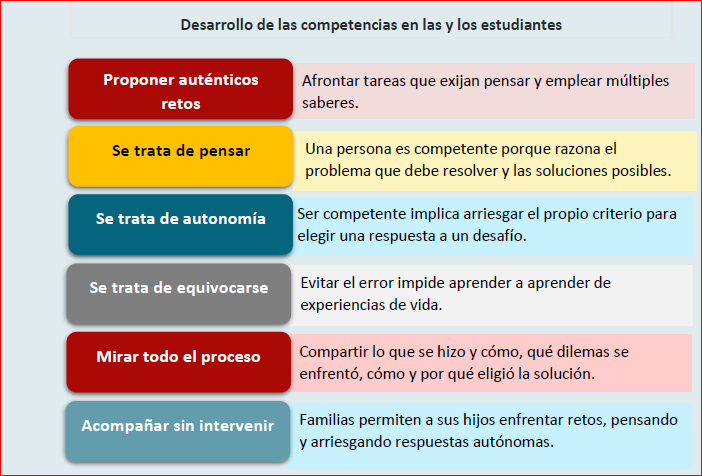 Desarrollo de las competencias en las y los estudiantes
Proponer auténticos
retos
Afrontar tareas que exijan pensar y emplear múltiples
saberes.
Se trata de pensar
Una persona es competente porque razona el
problema que debe resolver y las soluciones posibles.
Se trata de autonomía
Ser competente implica arriesgar el propio criterio para
elegir una respuesta a un desafío.
Se trata de equivocarse
Evitar el error impide aprender a aprender de
experiencias de vida.
Mirar todo el proceso
Compartir lo que se hizo y cómo, qué dilemas se
enfrentó, cómo y por qué eligió la solución.
Acompañar sin intervenir
Familias permiten a sus hijos enfrentar retos, pensando
y arriesgando respuestas autónomas.